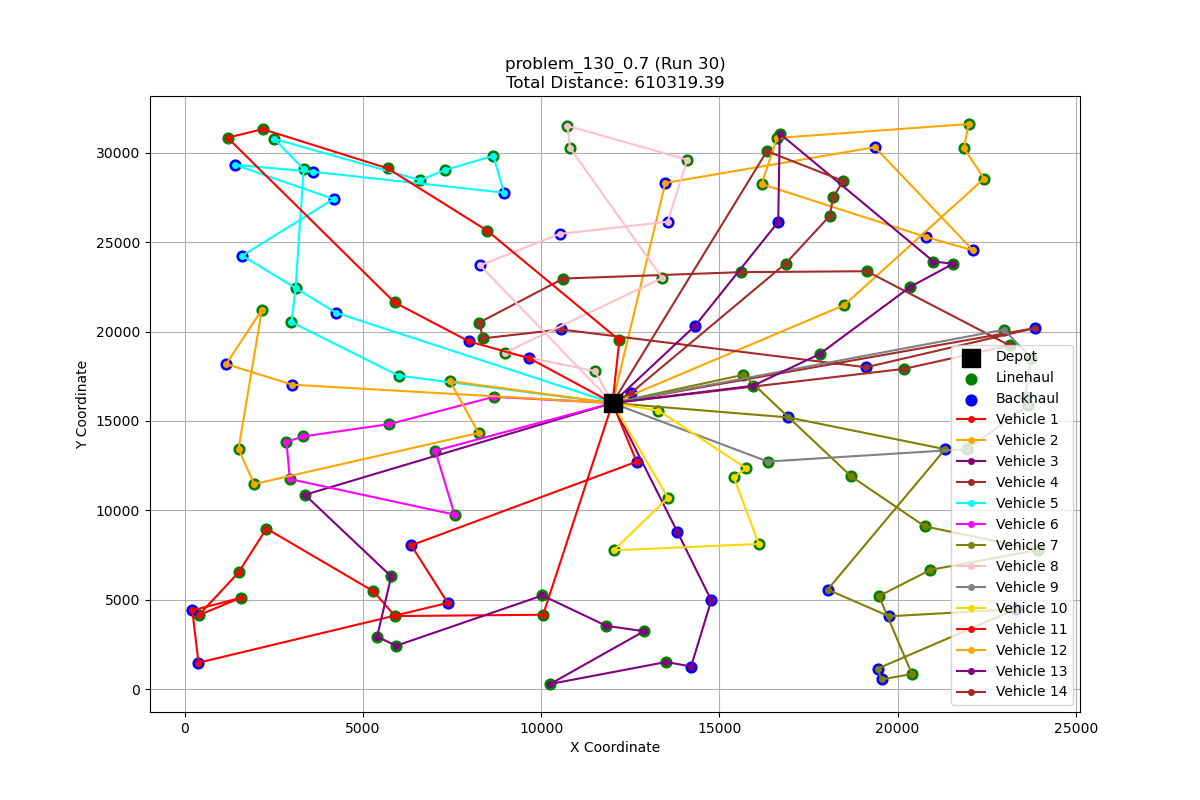 problem_130_0.7 (Run 30)
Total Distance: 610319.39
Y Coordinate
30000
25000
20000
15000
10000
5000
0
Depot
Linehaul
Backhaul
Vehicle 1
Vehicle 2
Vehicle 3
Vehicle 4
Vehicle 5
Vehicle 6
Vehicle 7
Vehicle 8
Vehicle 9
Vehicle 10
Vehicle 11
Vehicle 12
Vehicle 13
Vehicle 14
0 5000 10000 15000 20000 25000
X Coordinate